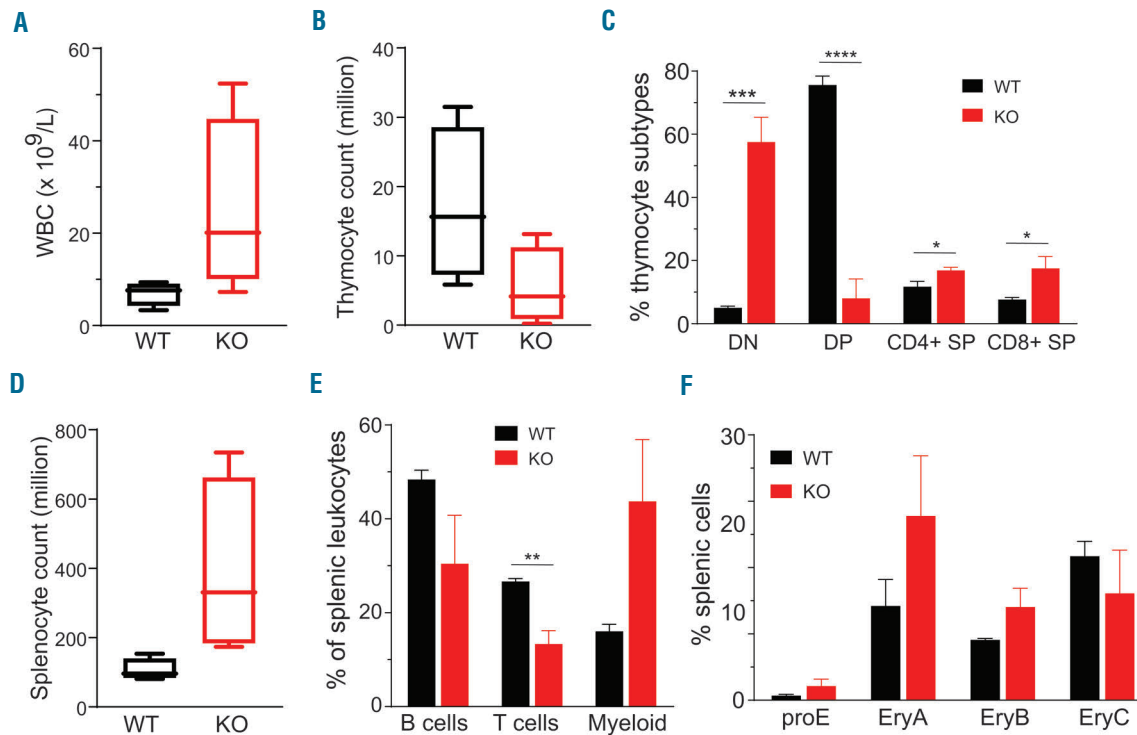 A
WBC (x 10^9/L)
60
40
20
0
WT KO
B
Thymocyte count (million)
40
30
20
10
0
WT KO
C
% thymocyte subtypes
80
60
40
20
0
*** **** * *
WT
KO
DN DP CD4+ SP CD8+ SP
D
Splenocyte count (million)
800
600
400
200
0
WT KO
E
% of splenic leukocytes
60
40
20
0
**
WT
KO
B cells T cells Myeloid
F
% splenic cells
30
20
10
0
WT
KO
proE EryA EryB EryC